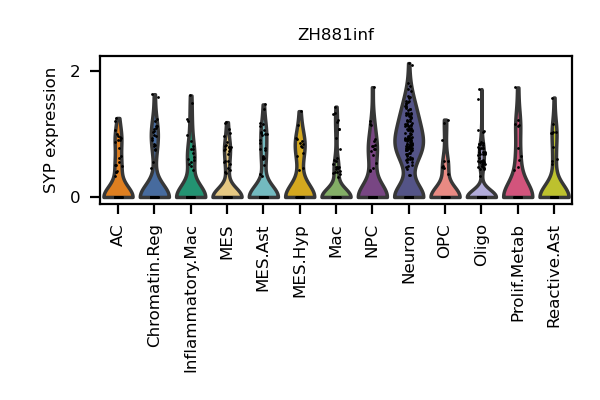 ZH881inf
SYP expression
2
0
AC
Chromatin.Reg
Inflammatory.Mac
MES
MES.Ast
MES.Hyp
Mac
NPC
Neuron
OPC
Oligo
Prolif.Metab
Reactive.Ast